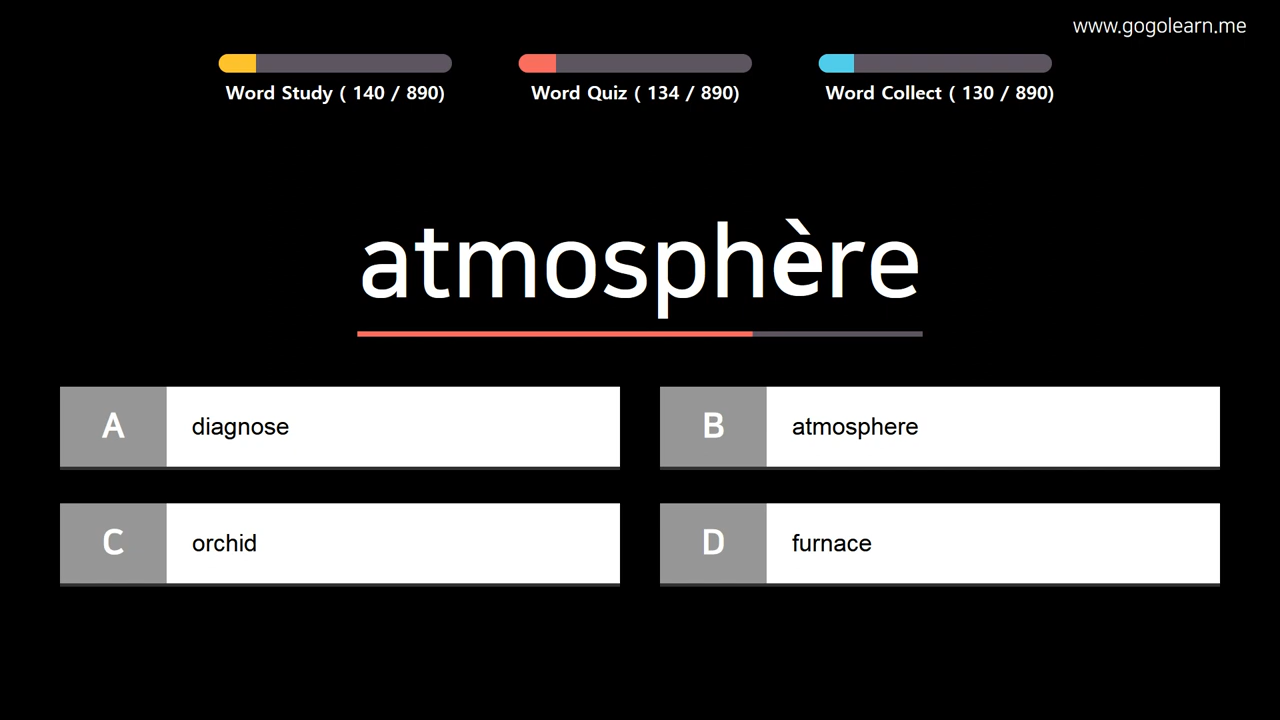 www.gogolearn.me
Word Study ( 140 / 890)
Word Quiz ( 134 / 890)
Word Collect ( 130 / 890)
atmosphère
A diagnose
B atmosphere
C orchid
D furnace